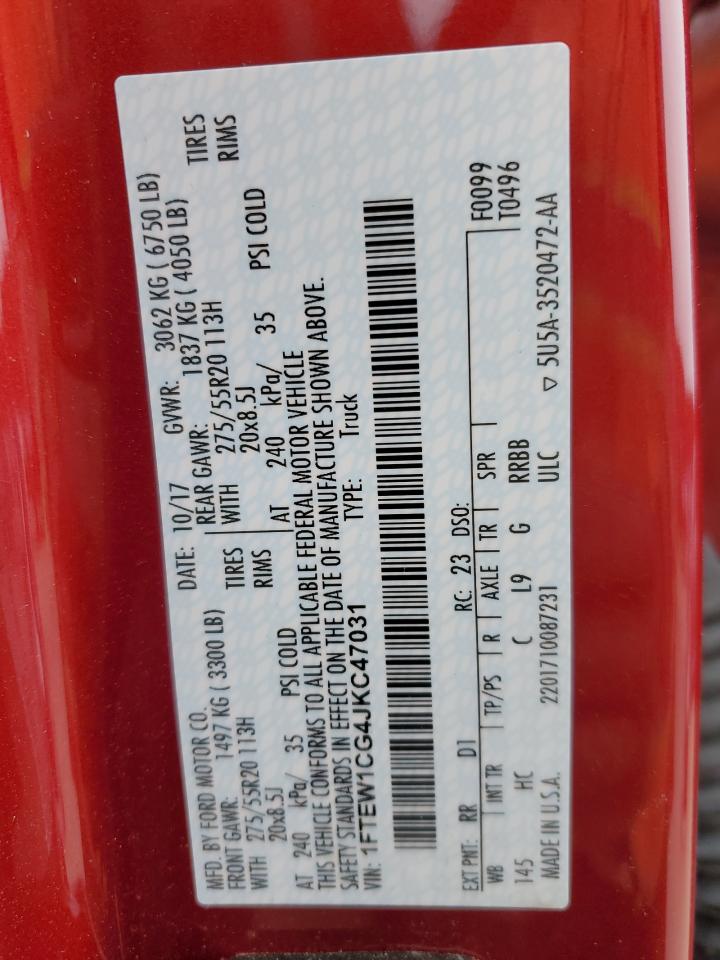 MFD. BY FORD MOTOR CO. DATE: 10/17 GVWR: 3062 KG ( 6750 LB)
FRONT GAWR: 1497 KG ( 3300 LB) REAR GAWR: 1837 KG ( 4050 LB)
WITH 275/55R20 113H TIRES WITH 275/55R20 113H TIRES
20x8.5J RIMS 20x8.5J RIMS
AT 240 kPa/ 35 PSI COLD AT 240 kPa/ 35 PSI COLD
THIS VEHICLE CONFORMS TO ALL APPLICABLE FEDERAL MOTOR VEHICLE
SAFETY STANDARDS IN EFFECT ON THE DATE OF MANUFACTURE SHOWN ABOVE.
VIN: 1FTEW1CG4JKC47031 TYPE: Truck
EXT PNT: RR D1 RC: 23 DSO: F0099
WB INT TR TP/PS R AXLE TR SPR T0496
145 HC C L9 G RRBB
MADE IN U.S.A. 2201710087231 ULC ▽ 5U5A-3520472-AA